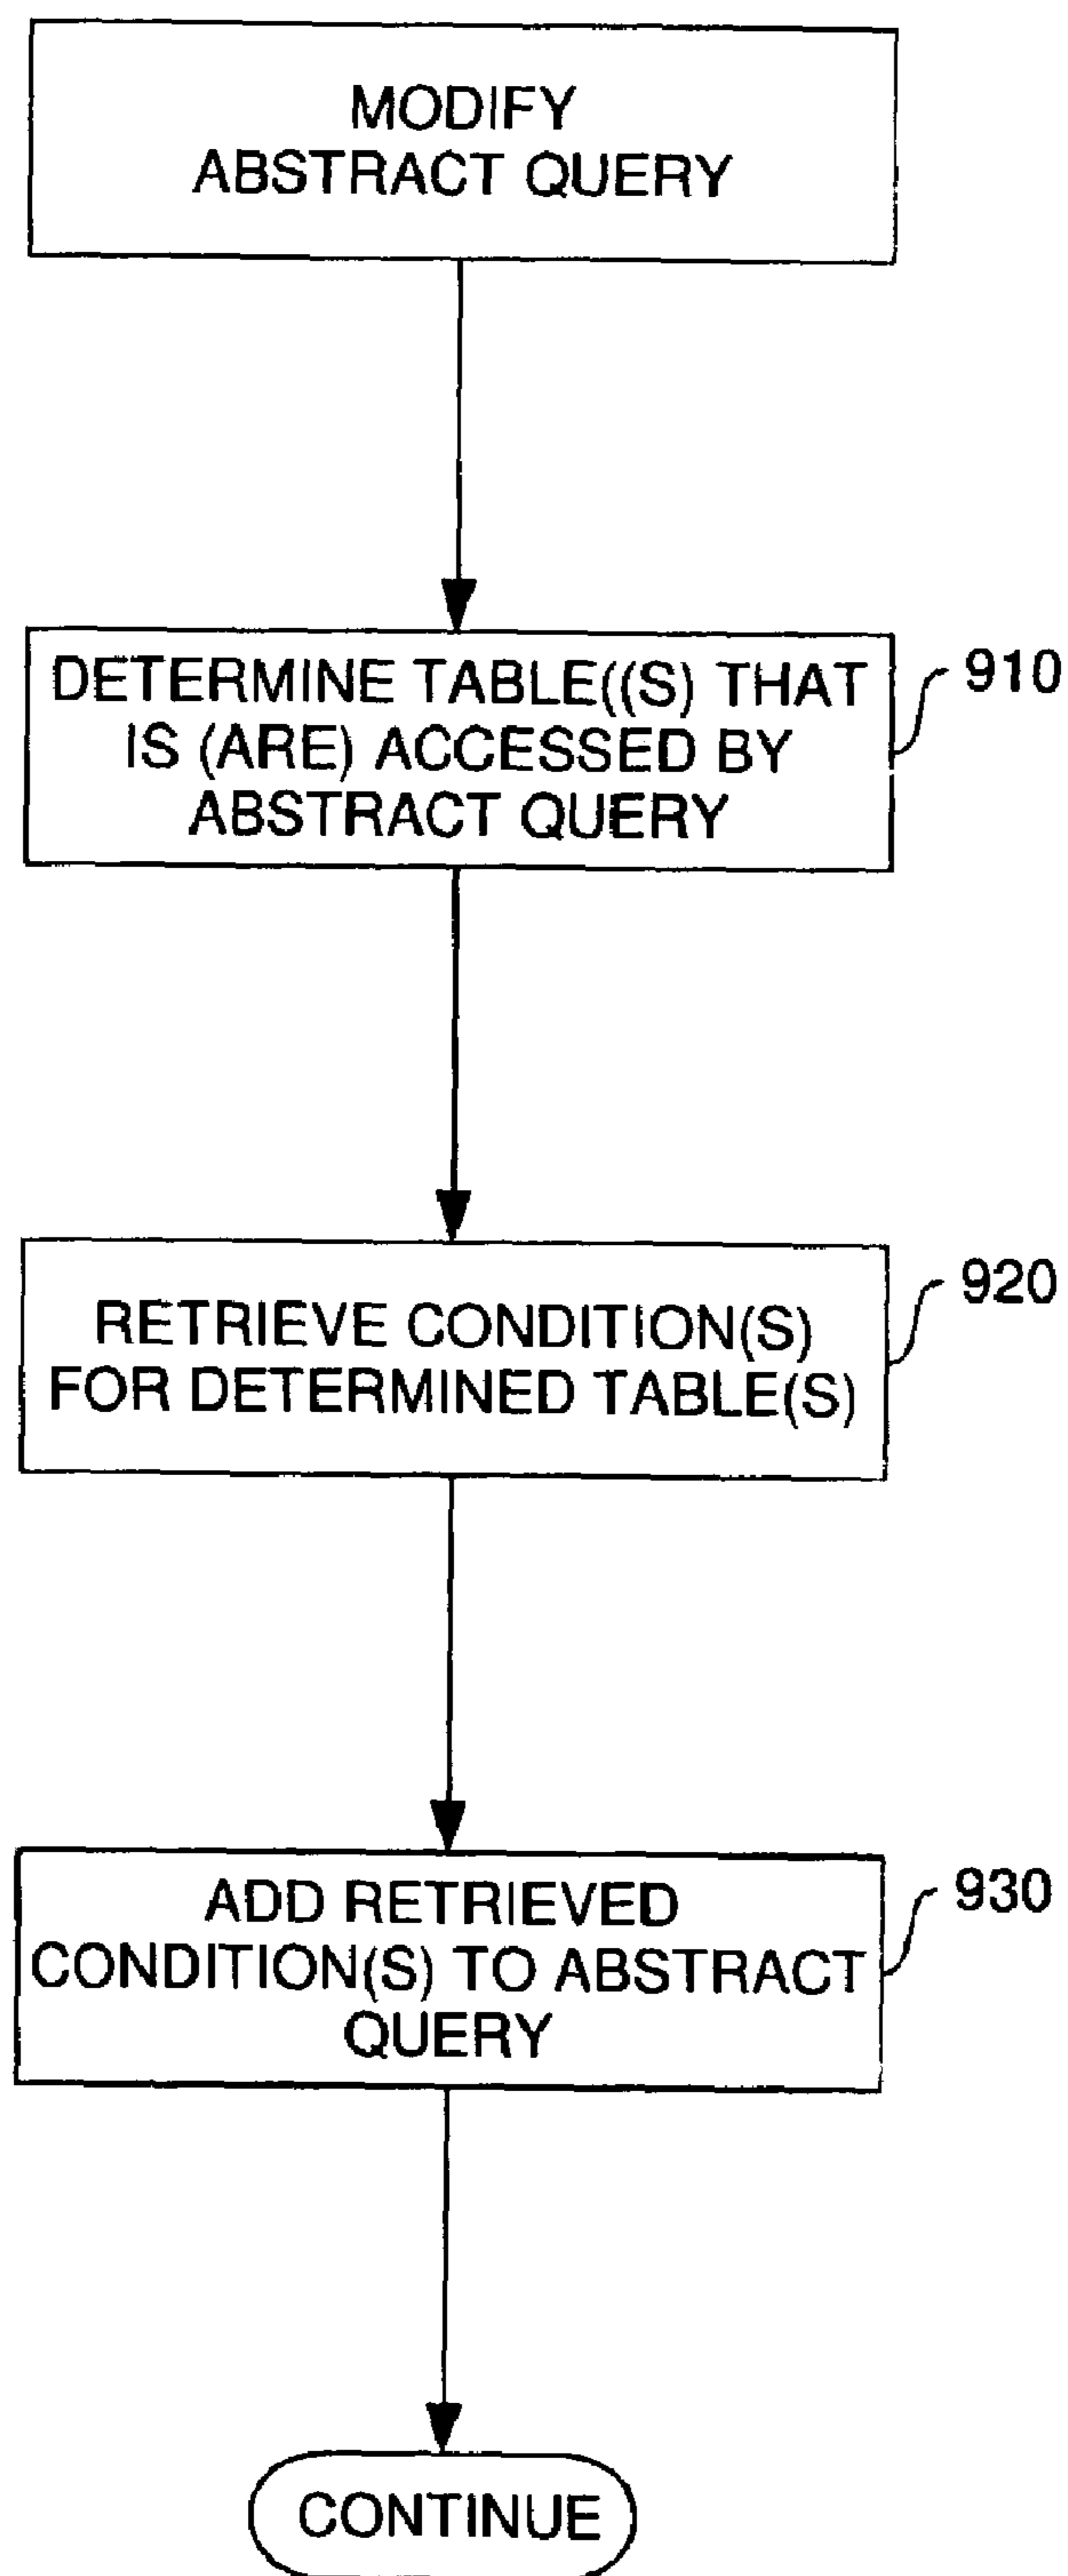 MODIFY
ABSTRACT QUERY
DETERMINE TABLE((S) THAT
IS (ARE) ACCESSED BY
ABSTRACT QUERY
910
RETRIEVE CONDITION(S)
FOR DETERMINED TABLE(S)
920
ADD RETRIEVED
CONDITION(S) TO ABSTRACT
QUERY
930
CONTINUE